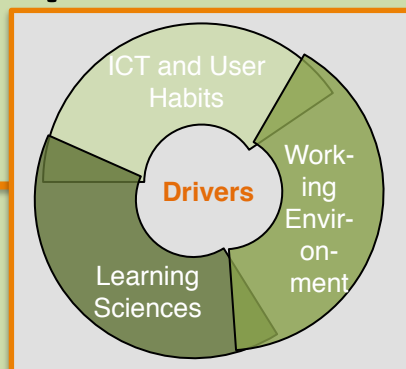 ICT and User
Habits
Drivers
Work-
ing
Envir-
on-
ment
Learning
Sciences